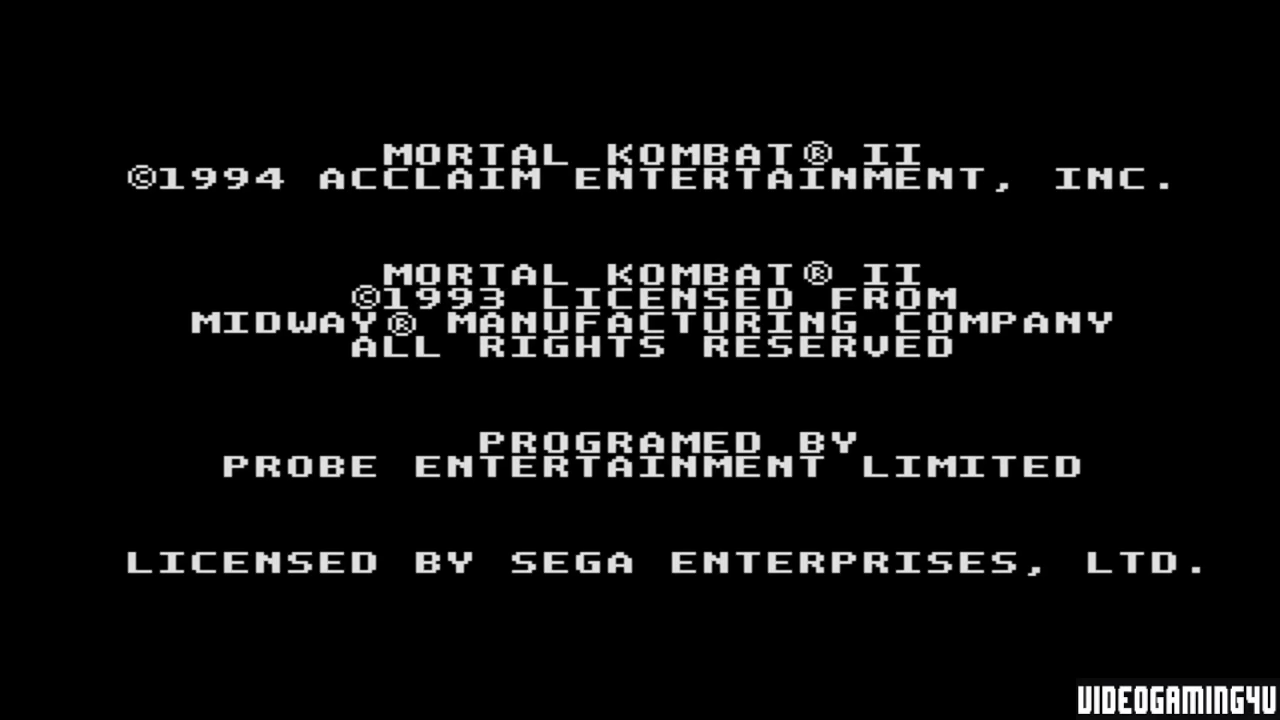 MORTAL KOMBAT® II
©1994 ACCLAIM ENTERTAINMENT, INC.
MORTAL KOMBAT® II
©1993 LICENSED FROM
MIDWAY® MANUFACTURING COMPANY
ALL RIGHTS RESERVED
PROGRAMED BY
PROBE ENTERTAINMENT LIMITED
LICENSED BY SEGA ENTERPRISES, LTD.
VIDEOGAMING4U